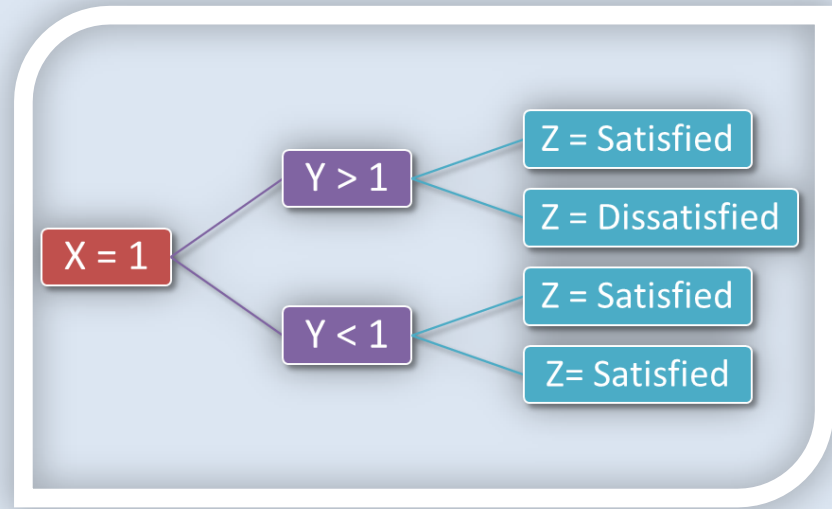 X = 1
Y > 1
Z = Satisfied
Z = Dissatisfied
Y < 1
Z = Satisfied
Z= Satisfied